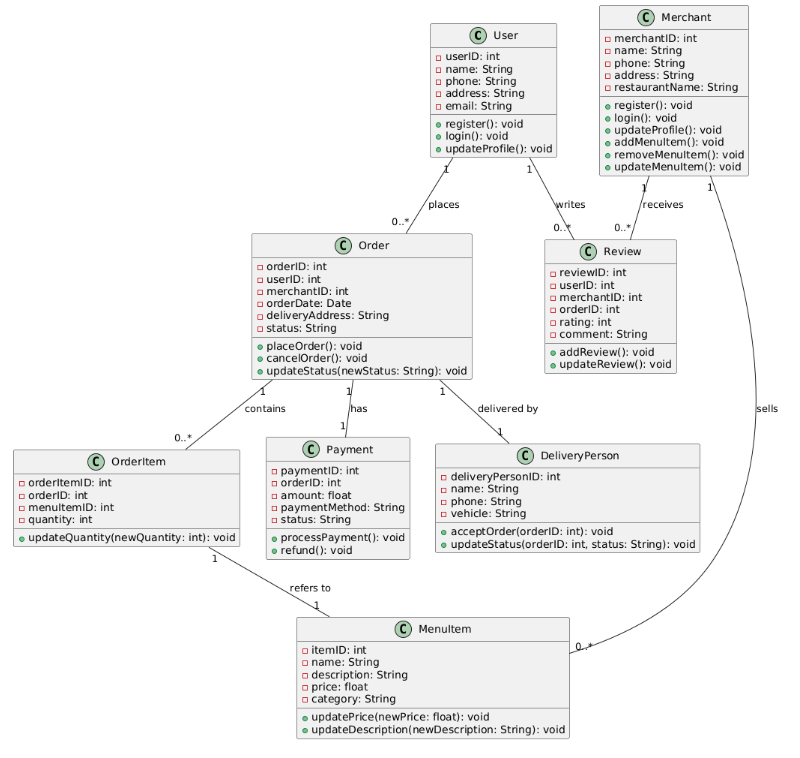 C User
userID: int
name: String
phone: String
address: String
email: String
register(): void
login(): void
updateProfile(): void
C Merchant
merchantID: int
name: String
phone: String
address: String
restaurantName: String
register(): void
login(): void
updateProfile(): void
addMenuItem(): void
removeMenuItem(): void
updateMenuItem(): void
1
places
0..*
1
writes
0..*
1
receives
0..*
1
sells
0..*
C Order
orderID: int
userID: int
merchantID: int
orderDate: Date
deliveryAddress: String
status: String
placeOrder(): void
cancelOrder(): void
updateStatus(newStatus: String): void
C Review
reviewID: int
userID: int
merchantID: int
orderID: int
rating: int
comment: String
addReview(): void
updateReview(): void
1
contains
0..*
1
has
1
1
delivered by
1
C OrderItem
orderItemID: int
orderID: int
menuItemID: int
quantity: int
updateQuantity(newQuantity: int): void
C Payment
paymentID: int
orderID: int
amount: float
paymentMethod: String
status: String
processPayment(): void
refund(): void
C DeliveryPerson
deliveryPersonID: int
name: String
phone: String
vehicle: String
acceptOrder(orderID: int): void
updateStatus(orderID: int, status: String): void
1
refers to
1
C MenuItem
itemID: int
name: String
description: String
price: float
category: String
updatePrice(newPrice: float): void
updateDescription(newDescription: String): void